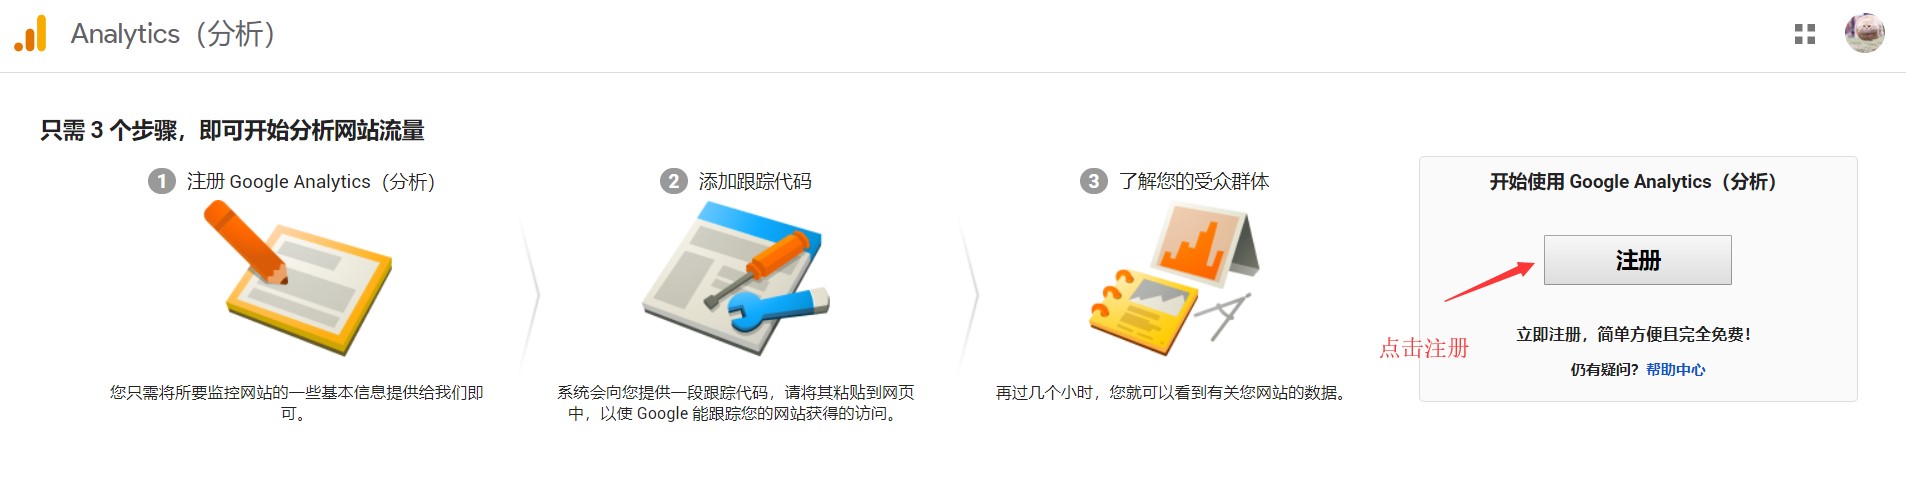 Analytics（分析）
只需 3 个步骤，即可开始分析网站流量
1 注册 Google Analytics（分析）
您只需将所要监控网站的一些基本信息提供给我们即
可。
2 添加跟踪代码
系统会向您提供一段跟踪代码，请将其粘贴到网页
中，以使 Google 能跟踪您的网站获得的访问。
3 了解您的受众群体
再过几个小时，您就可以看到有关您网站的数据。
开始使用 Google Analytics（分析）
注册
点击注册
立即注册，简单方便且完全免费！
仍有疑问？帮助中心